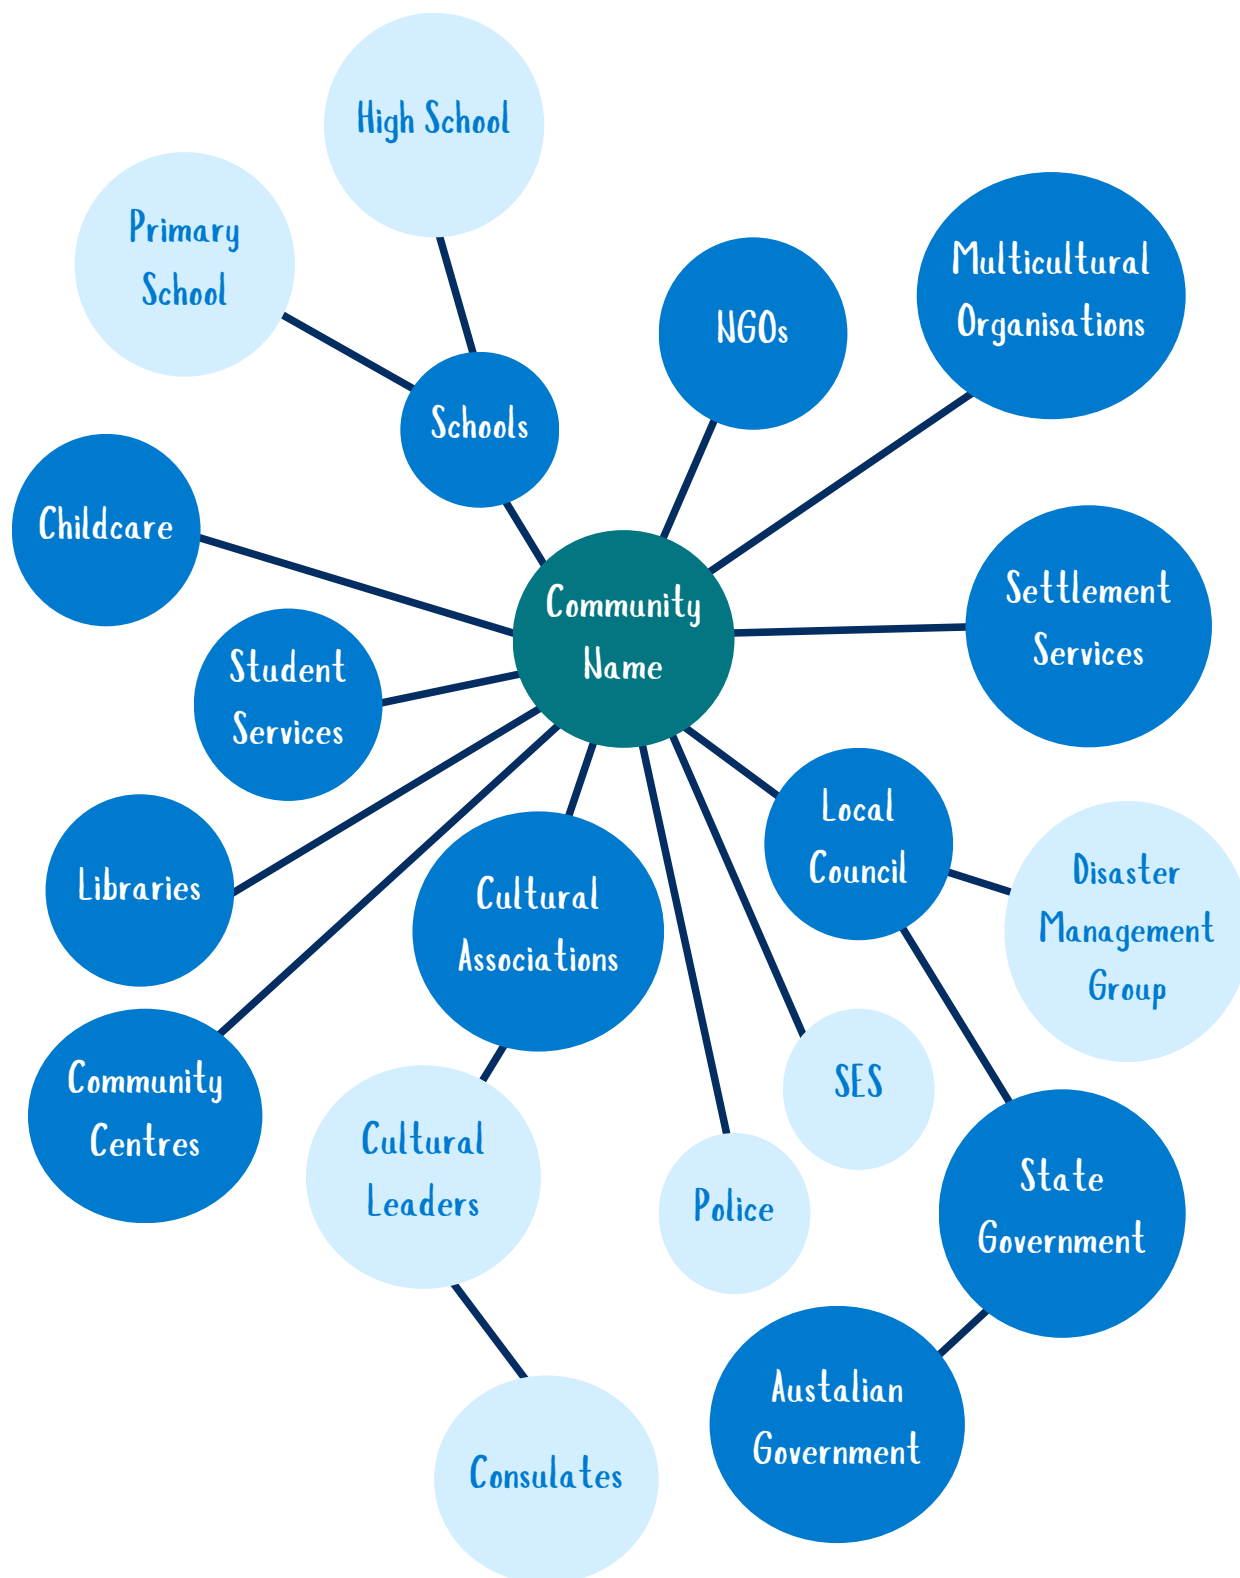 High School
Primary
School
Multicultural
Organisations
NGOs
Schools
Childcare
Community
Name
Settlement
Services
Student
Services
Local
Council
Libraries
Cultural
Associations
Disaster
Management
Group
Community
Centres
SES
Cultural
Leaders
Police
State
Government
Austalian
Government
Consulates